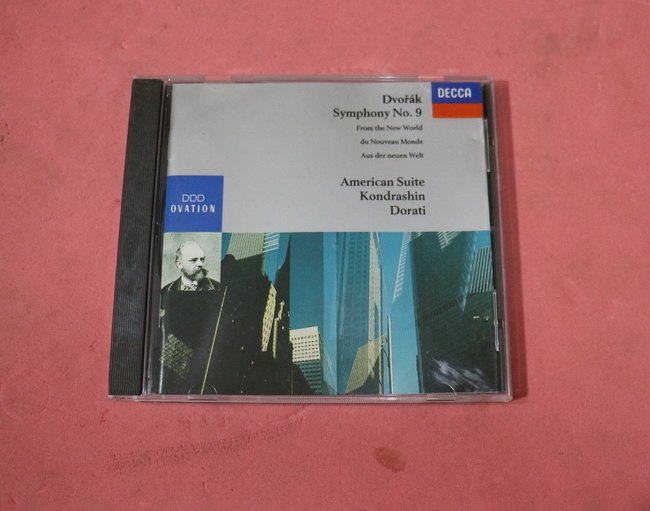 DECCA
Dvořák
Symphony No. 9
From the New World
du Nouveau Monde
Aus der neuen Welt
American Suite
Kondrashin
Dorati
DDD
OVATION